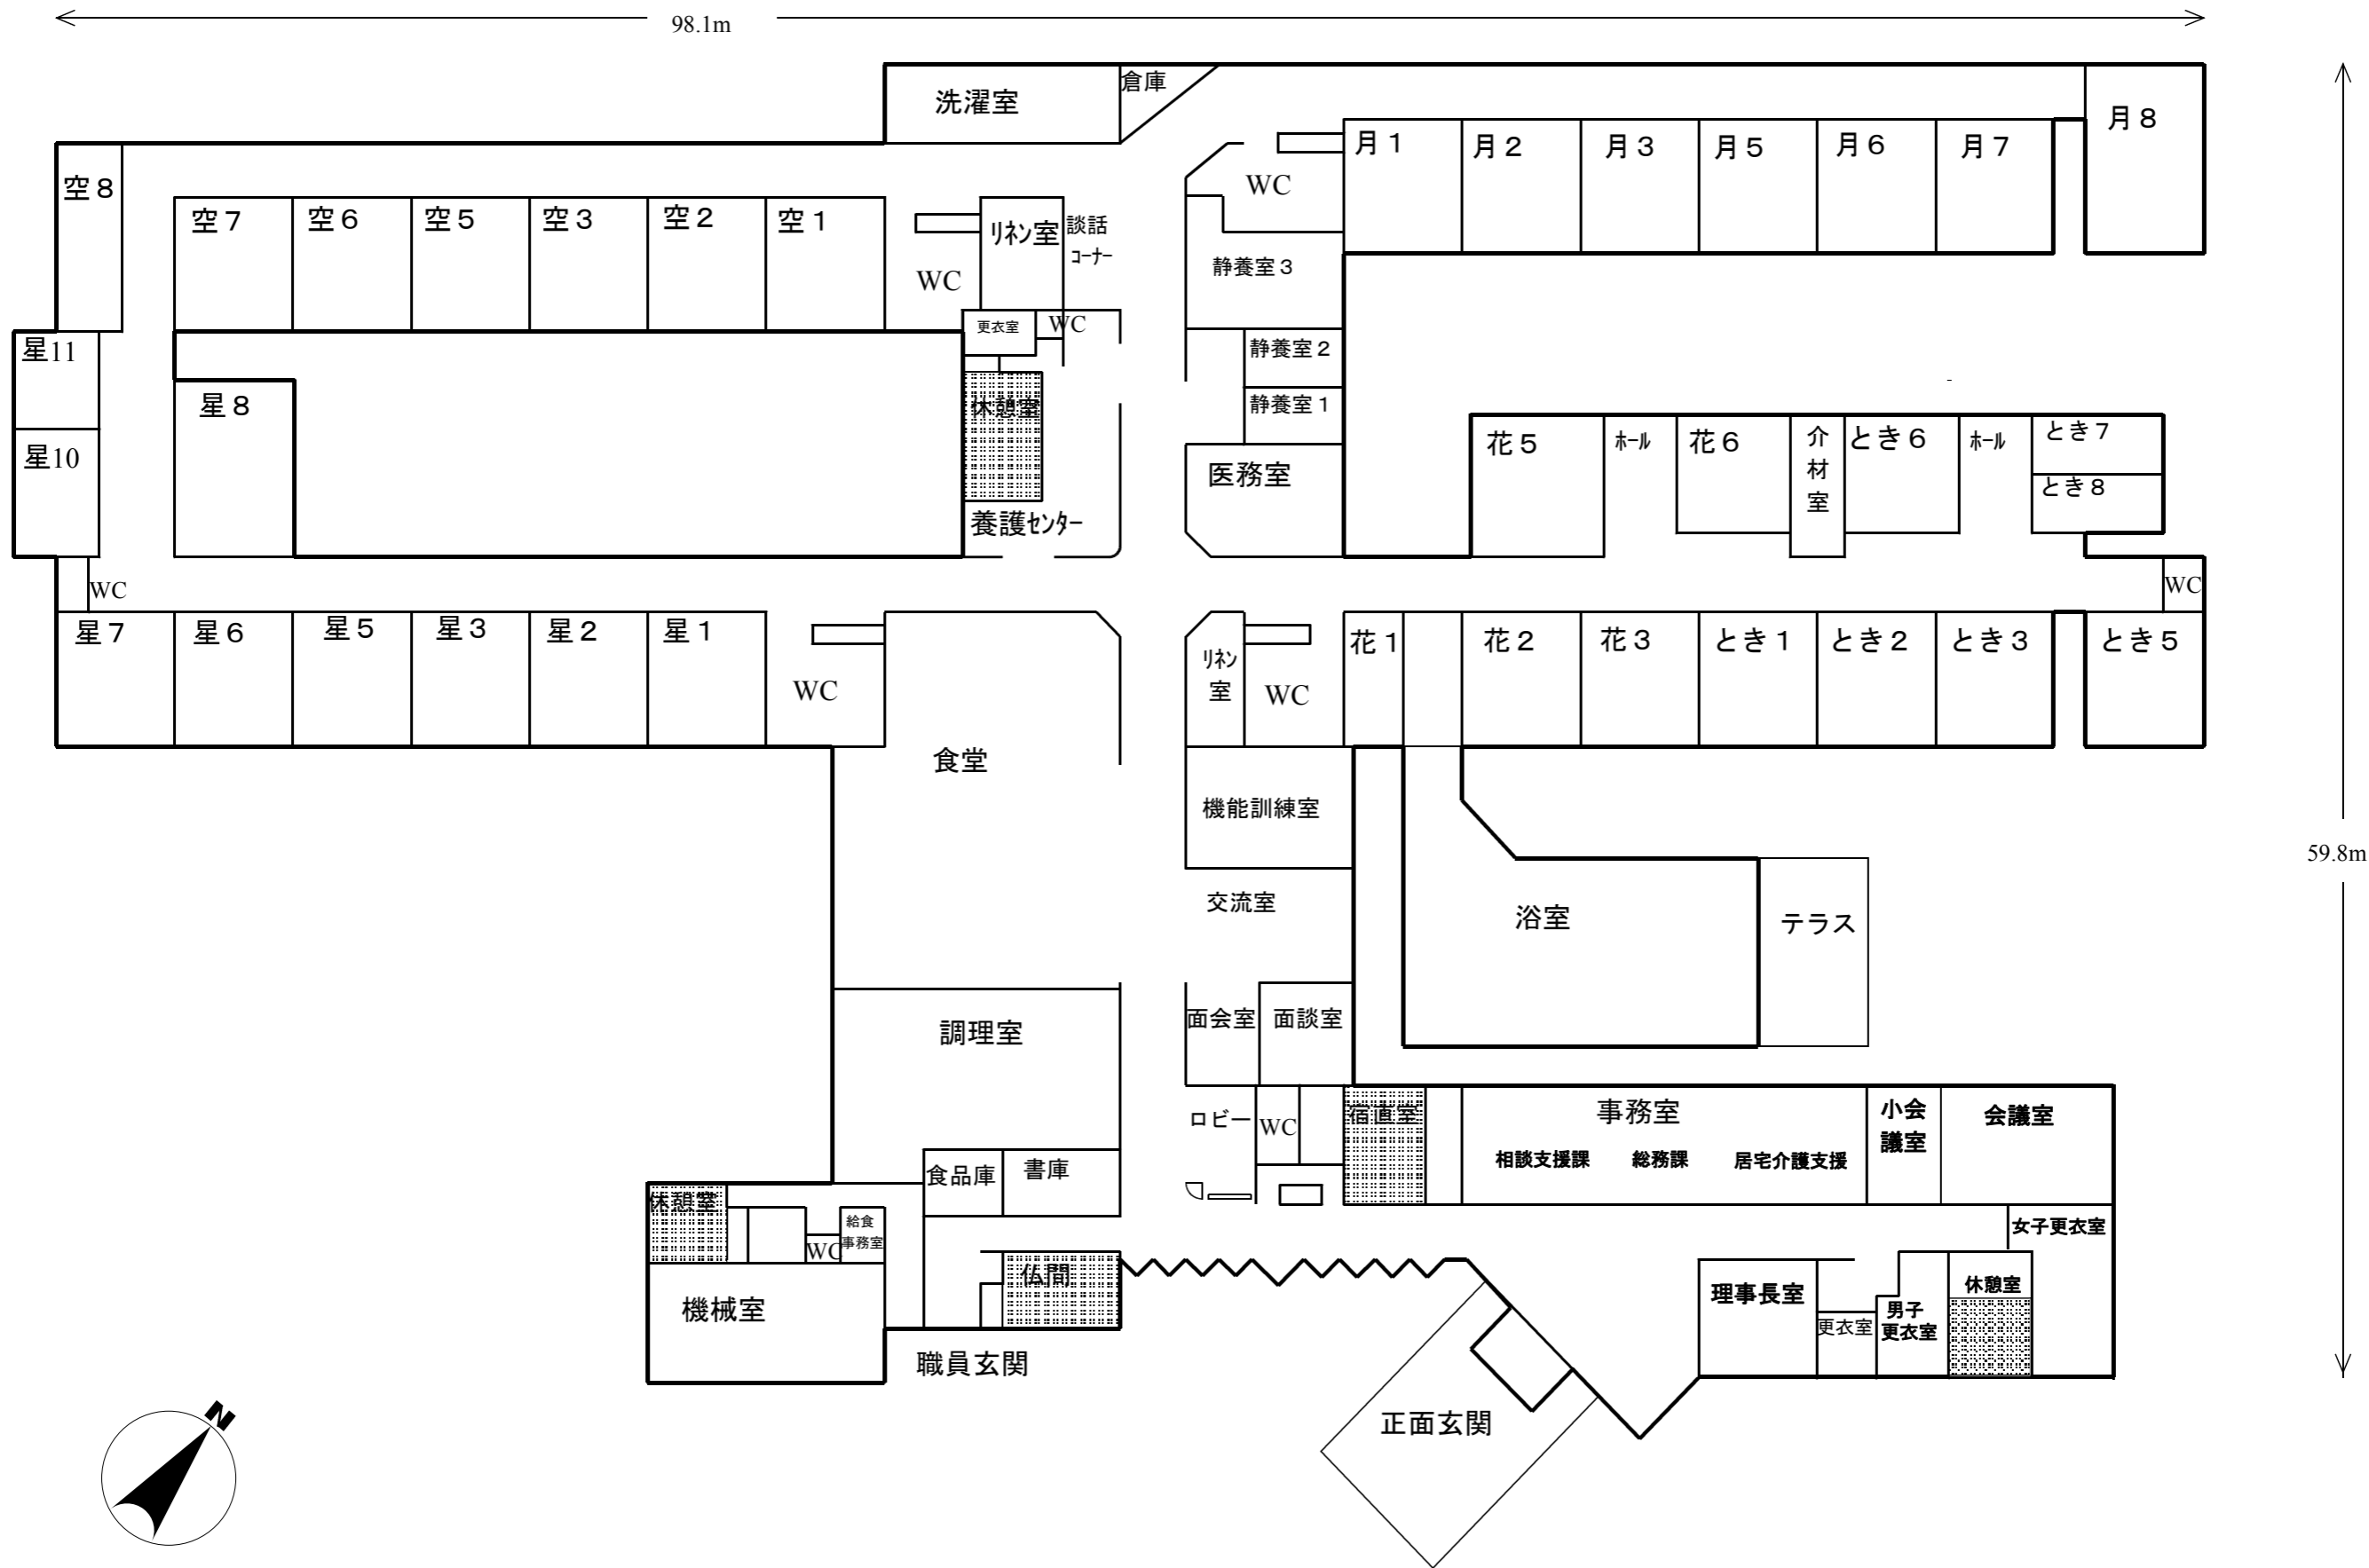 98.1m
洗濯室
倉庫
月１
月２
月３
月５
月６
月７
月８
空８
空７
空６
空５
空３
空２
空１
WC
ﾘﾈﾝ室
談話
ｺｰﾅｰ
WC
静養室３
更衣室
WC
静養室２
静養室１
休憩室
養護ｾﾝﾀｰ
医務室
星11
星10
星８
花５
ﾎｰﾙ
花６
介
材
室
とき６
ﾎｰﾙ
とき７
とき８
WC
WC
星７
星６
星５
星３
星２
星１
WC
食堂
ﾘﾈﾝ
室
WC
花１
花２
花３
とき１
とき２
とき３
とき５
機能訓練室
59.8m
交流室
浴室
テラス
調理室
面会室
面談室
ロビー
WC
宿直室
事務室
相談支援課
総務課
居宅介護支援
小会
議室
会議室
食品庫
書庫
休憩室
WC
給食
事務室
女子更衣室
仏間
機械室
理事長室
更衣室
男子
更衣室
休憩室
職員玄関
正面玄関
N